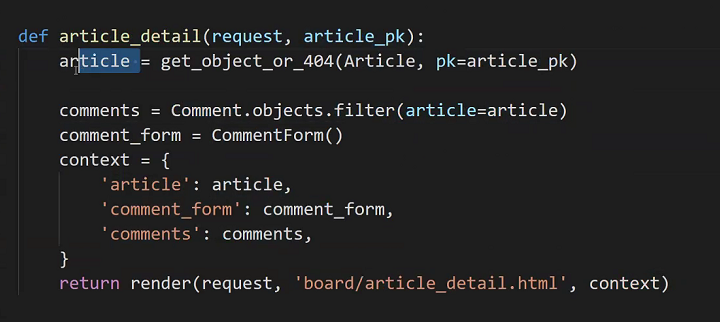 def article_detail(request, article_pk):
    article = get_object_or_404(Article, pk=article_pk)
    comments = Comment.objects.filter(article=article)
    comment_form = CommentForm()
    context = {
        'article': article,
        'comment_form': comment_form,
        'comments': comments,
    }
    return render(request, 'board/article_detail.html', context)